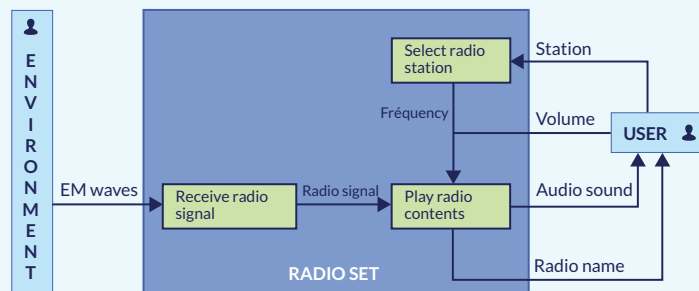 ENVIRONMENT
Select radio
station
Station
Fréquency
Volume
USER
EM waves
Receive radio
signal
Radio signal
Play radio
contents
Audio sound
Radio name
RADIO SET